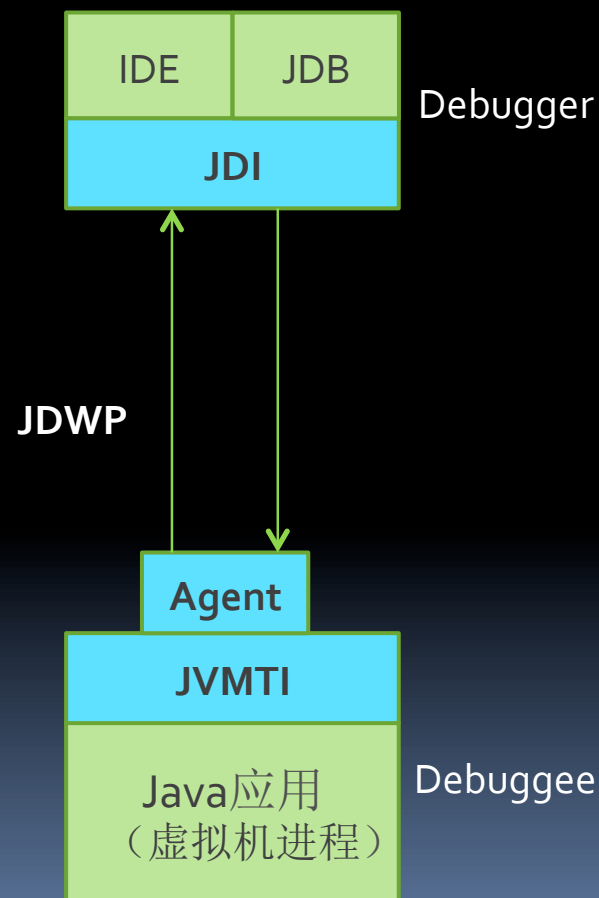 IDE
JDB
Debugger
JDI
JDWP
Agent
JVMTI
Java应用
（虚拟机进程）
Debuggee